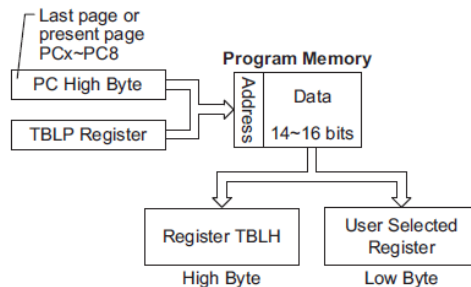 Last page or
present page
PCx~PC8
Program Memory
PC High Byte
TBLP Register
Address
Data
14~16 bits
Register TBLH
User Selected
Register
High Byte
Low Byte